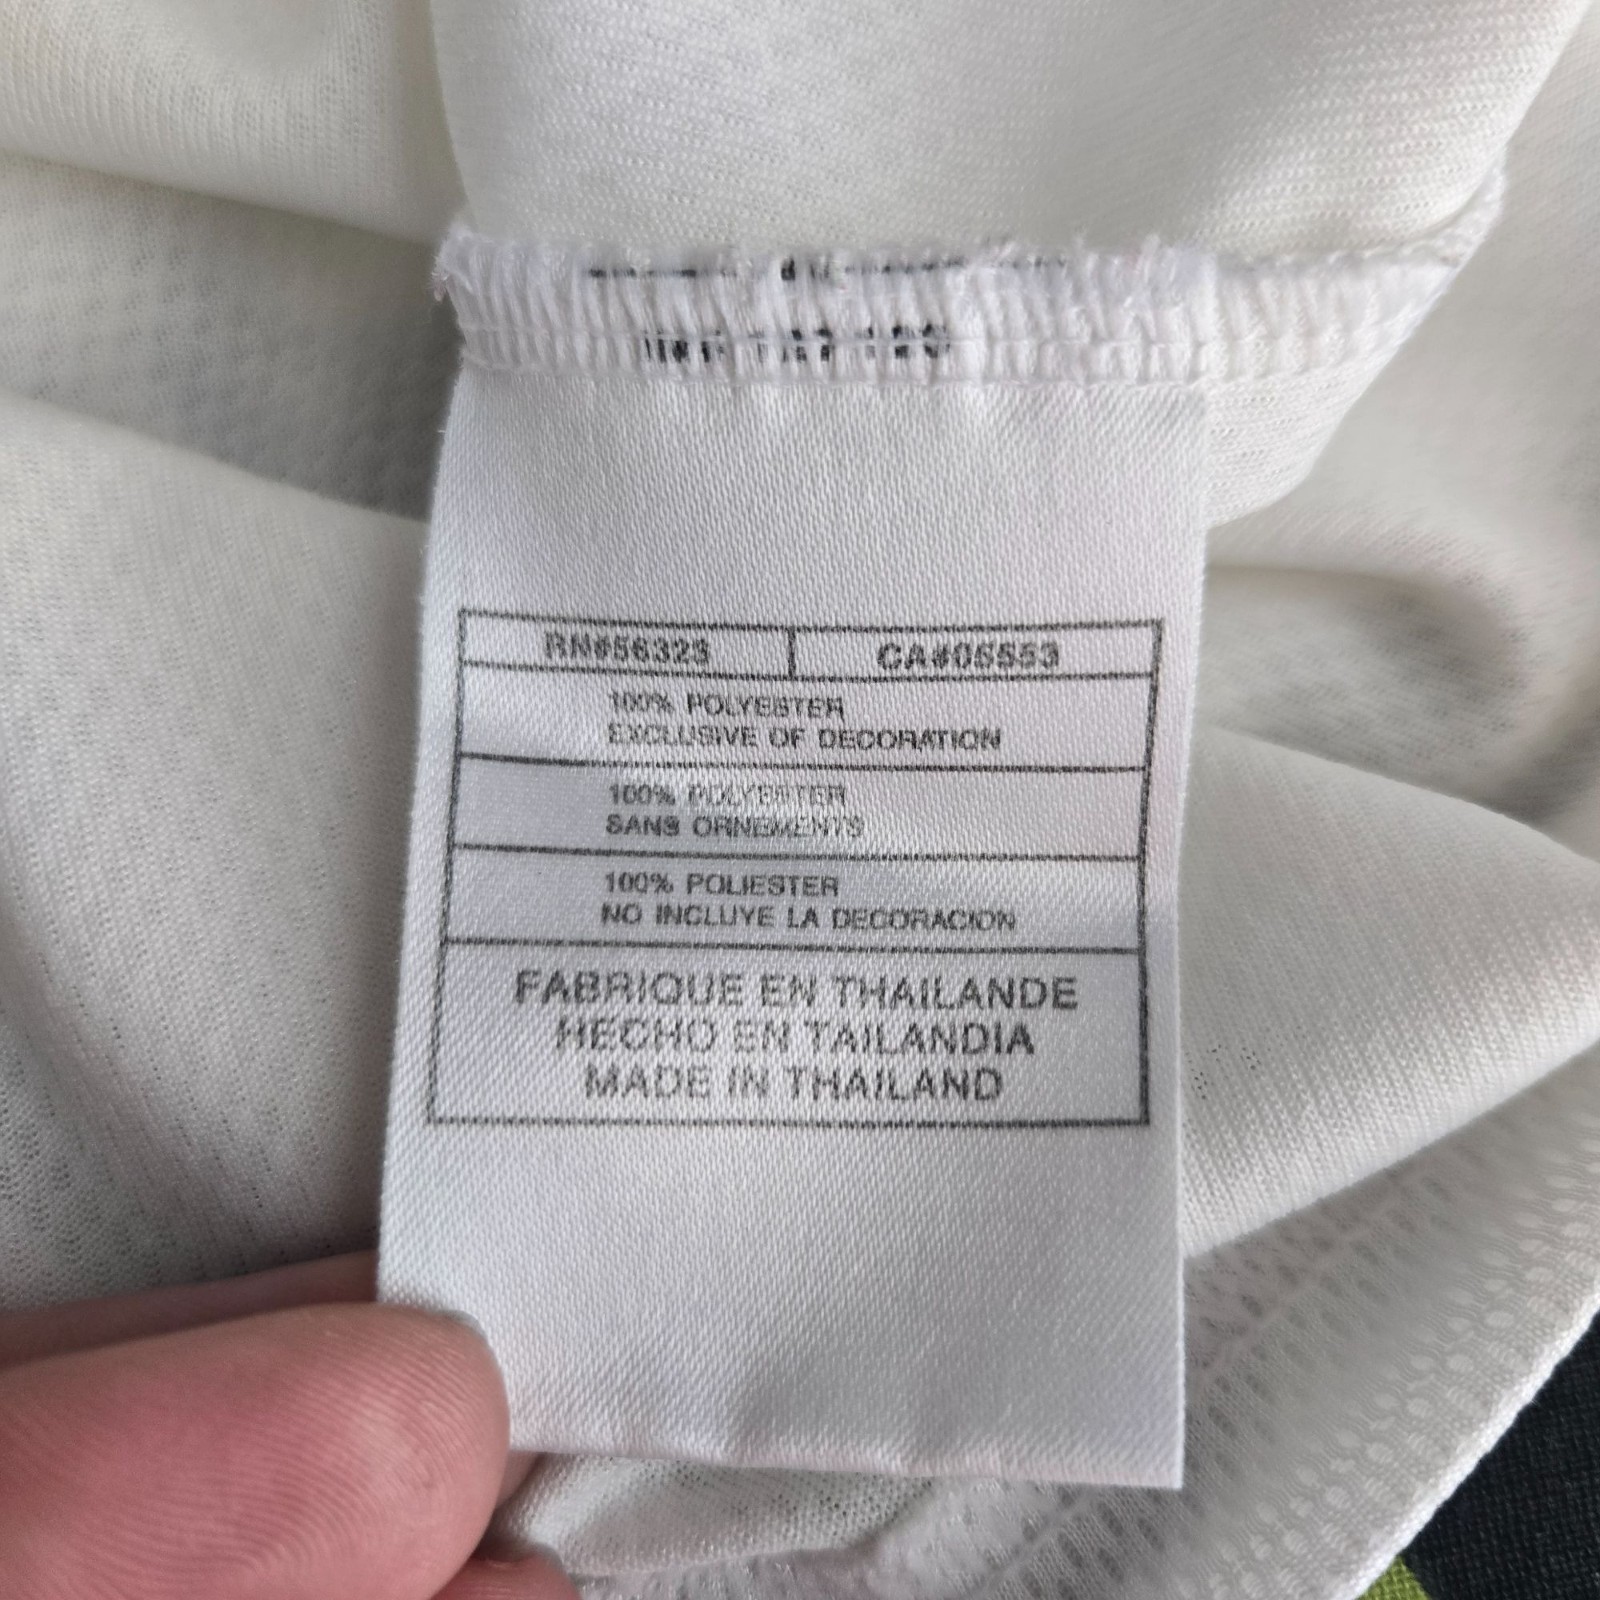 RN#56323 CA#05553
100% POLYESTER
EXCLUSIVE OF DECORATION
100% POLYESTER
SANS ORNEMENTS
100% POLIESTER
NO INCLUYE LA DECORACION
FABRIQUE EN THAILANDE
HECHO EN TAILANDIA
MADE IN THAILAND